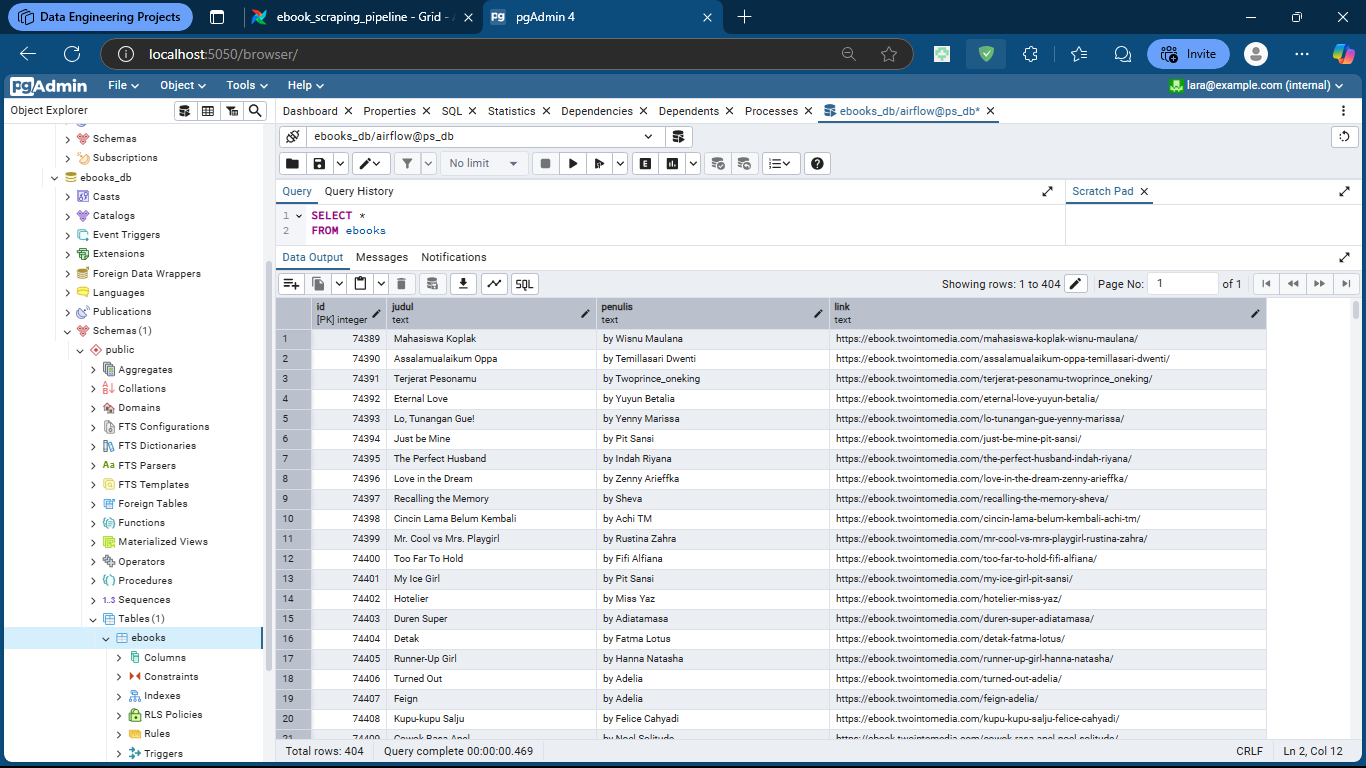 Data Engineering Projects
ebook_scraping_pipeline - Grid - A
pgAdmin 4
localhost:5050/browser/
Invite
pgAdmin File Object Tools Help lara@example.com (internal)
Object Explorer
Schemas
Subscriptions
ebooks_db
Casts
Catalogs
Event Triggers
Extensions
Foreign Data Wrappers
Languages
Publications
Schemas (1)
public
Aggregates
Collations
Domains
FTS Configurations
FTS Dictionaries
FTS Parsers
FTS Templates
Foreign Tables
Functions
Materialized Views
Operators
Procedures
1..3 Sequences
Tables (1)
ebooks
Columns
Constraints
Indexes
RLS Policies
Rules
Triggers
Dashboard Properties SQL Statistics Dependencies Dependents Processes ebooks_db/airflow@ps_db*
ebooks_db/airflow@ps_db
No limit
Query Query History Scratch Pad
1 SELECT *
2 FROM ebooks
Data Output Messages Notifications
SQL Showing rows: 1 to 404 Page No: 1 of 1
id judul penulis link
[PK] integer text text text
1 74389 Mahasiswa Koplak by Wisnu Maulana https://ebook.twointomedia.com/mahasiswa-koplak-wisnu-maulana/
2 74390 Assalamualaikum Oppa by Temillasari Dwenti https://ebook.twointomedia.com/assalamualaikum-oppa-temillasari-dwenti/
3 74391 Terjerat Pesonamu by Twoprince_oneking https://ebook.twointomedia.com/terjerat-pesonamu-twoprince_oneking/
4 74392 Eternal Love by Yuyun Betalia https://ebook.twointomedia.com/eternal-love-yuyun-betalia/
5 74393 Lo, Tunangan Gue! by Yenny Marissa https://ebook.twointomedia.com/lo-tunangan-gue-yenny-marissa/
6 74394 Just be Mine by Pit Sansi https://ebook.twointomedia.com/just-be-mine-pit-sansi/
7 74395 The Perfect Husband by Indah Riyana https://ebook.twointomedia.com/the-perfect-husband-indah-riyana/
8 74396 Love in the Dream by Zenny Arieffka https://ebook.twointomedia.com/love-in-the-dream-zenny-arieffka/
9 74397 Recalling the Memory by Sheva https://ebook.twointomedia.com/recalling-the-memory-sheva/
10 74398 Cincin Lama Belum Kembali by Achi TM https://ebook.twointomedia.com/cincin-lama-belum-kembali-achi-tm/
11 74399 Mr. Cool vs Mrs. Playgirl by Rustina Zahra https://ebook.twointomedia.com/mr-cool-vs-mrs-playgirl-rustina-zahra/
12 74400 Too Far To Hold by Fifi Alfiana https://ebook.twointomedia.com/too-far-to-hold-fifi-alfiana/
13 74401 My Ice Girl by Pit Sansi https://ebook.twointomedia.com/my-ice-girl-pit-sansi/
14 74402 Hotelier by Miss Yaz https://ebook.twointomedia.com/hotelier-miss-yaz/
15 74403 Duren Super by Adiatamasa https://ebook.twointomedia.com/duren-super-adiatamasa/
16 74404 Detak by Fatma Lotus https://ebook.twointomedia.com/detak-fatma-lotus/
17 74405 Runner-Up Girl by Hanna Natasha https://ebook.twointomedia.com/runner-up-girl-hanna-natasha/
18 74406 Turned Out by Adelia https://ebook.twointomedia.com/turned-out-adelia/
19 74407 Feign by Adelia https://ebook.twointomedia.com/feign-adelia/
20 74408 Kupu-kupu Salju by Felice Cahyadi https://ebook.twointomedia.com/kupu-kupu-salju-felice-cahyadi/
21 74409 Cowok Rasa Apel by Noel Solitude https://ebook.twointomedia.com/cowok-rasa-apel-noel-solitude/
Total rows: 404 Query complete 00:00:00.469 CRLF Ln 2, Col 12